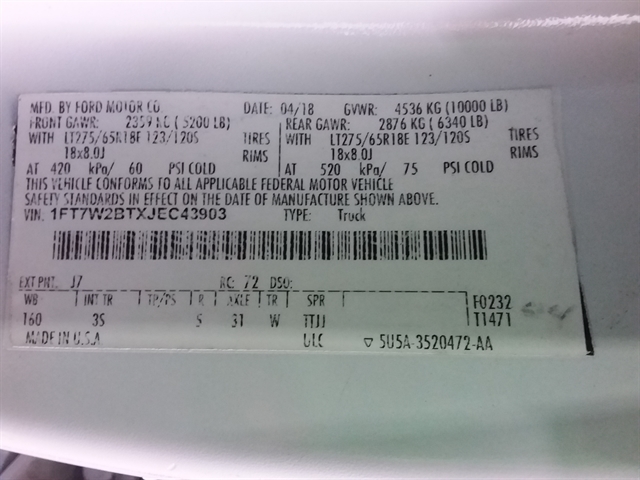 MFD. BY FORD MOTOR CO. DATE: 04/18 GVWR: 4536 KG (10000 LB)
FRONT GAWR: 2359 KG (5200 LB) REAR GAWR: 2876 KG (6340 LB)
WITH LT275/65R18E 123/120S TIRES WITH LT275/65R18E 123/120S TIRES
18x8.0J RIMS 18x8.0J RIMS
AT 420 kPa/ 60 PSI COLD AT 520 kPa/ 75 PSI COLD
THIS VEHICLE CONFORMS TO ALL APPLICABLE FEDERAL MOTOR VEHICLE
SAFETY STANDARDS IN EFFECT ON THE DATE OF MANUFACTURE SHOWN ABOVE.
VIN: 1FT7W2BTXJEC43903 TYPE: Truck
EXT PNT: J7 RC: 72 DSO:
WB INT TR TP/PS R AXLE TR SPR F0232
160 3S S 31 W TTJJ T1471
MADE IN U.S.A. ULC ▽ 5U5A-3520472-AA